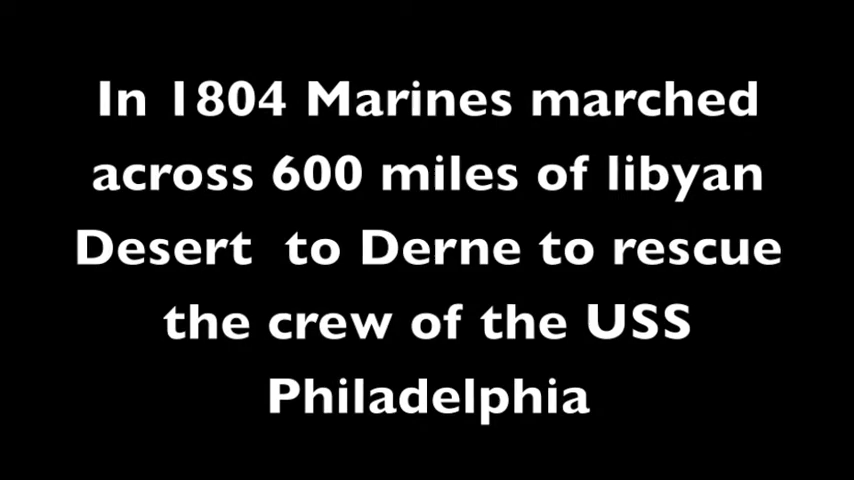 In 1804 Marines marched
across 600 miles of libyan
Desert  to Derne to rescue
the crew of the USS
Philadelphia